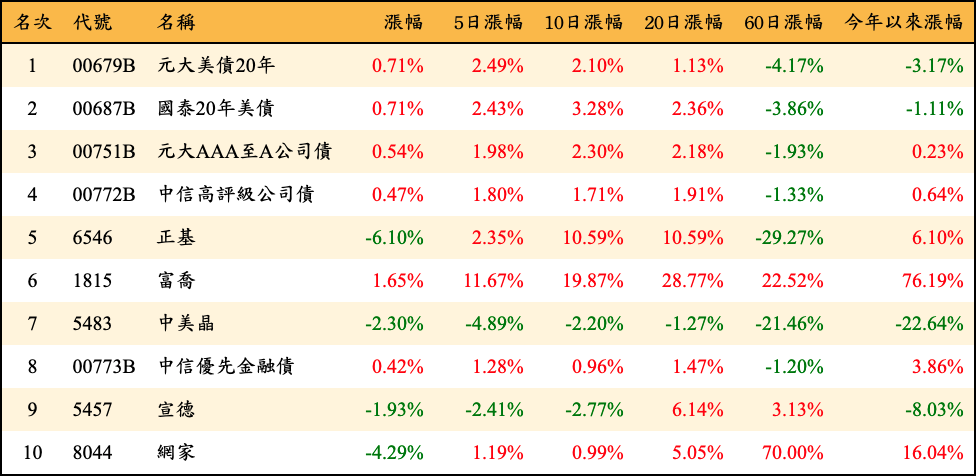 名次 代號 名稱 漲幅 5日漲幅 10日漲幅 20日漲幅 60日漲幅 今年以來漲幅
1 00679B 元大美債20年 0.71% 2.49% 2.10% 1.13% -4.17% -3.17%
2 00687B 國泰20年美債 0.71% 2.43% 3.28% 2.36% -3.86% -1.11%
3 00751B 元大AAA至A公司債 0.54% 1.98% 2.30% 2.18% -1.93% 0.23%
4 00772B 中信高評級公司債 0.47% 1.80% 1.71% 1.91% -1.33% 0.64%
5 6546 正基 -6.10% 2.35% 10.59% 10.59% -29.27% 6.10%
6 1815 富喬 1.65% 11.67% 19.87% 28.77% 22.52% 76.19%
7 5483 中美晶 -2.30% -4.89% -2.20% -1.27% -21.46% -22.64%
8 00773B 中信優先金融債 0.42% 1.28% 0.96% 1.47% -1.20% 3.86%
9 5457 宣德 -1.93% -2.41% -2.77% 6.14% 3.13% -8.03%
10 8044 網家 -4.29% 1.19% 0.99% 5.05% 70.00% 16.04%